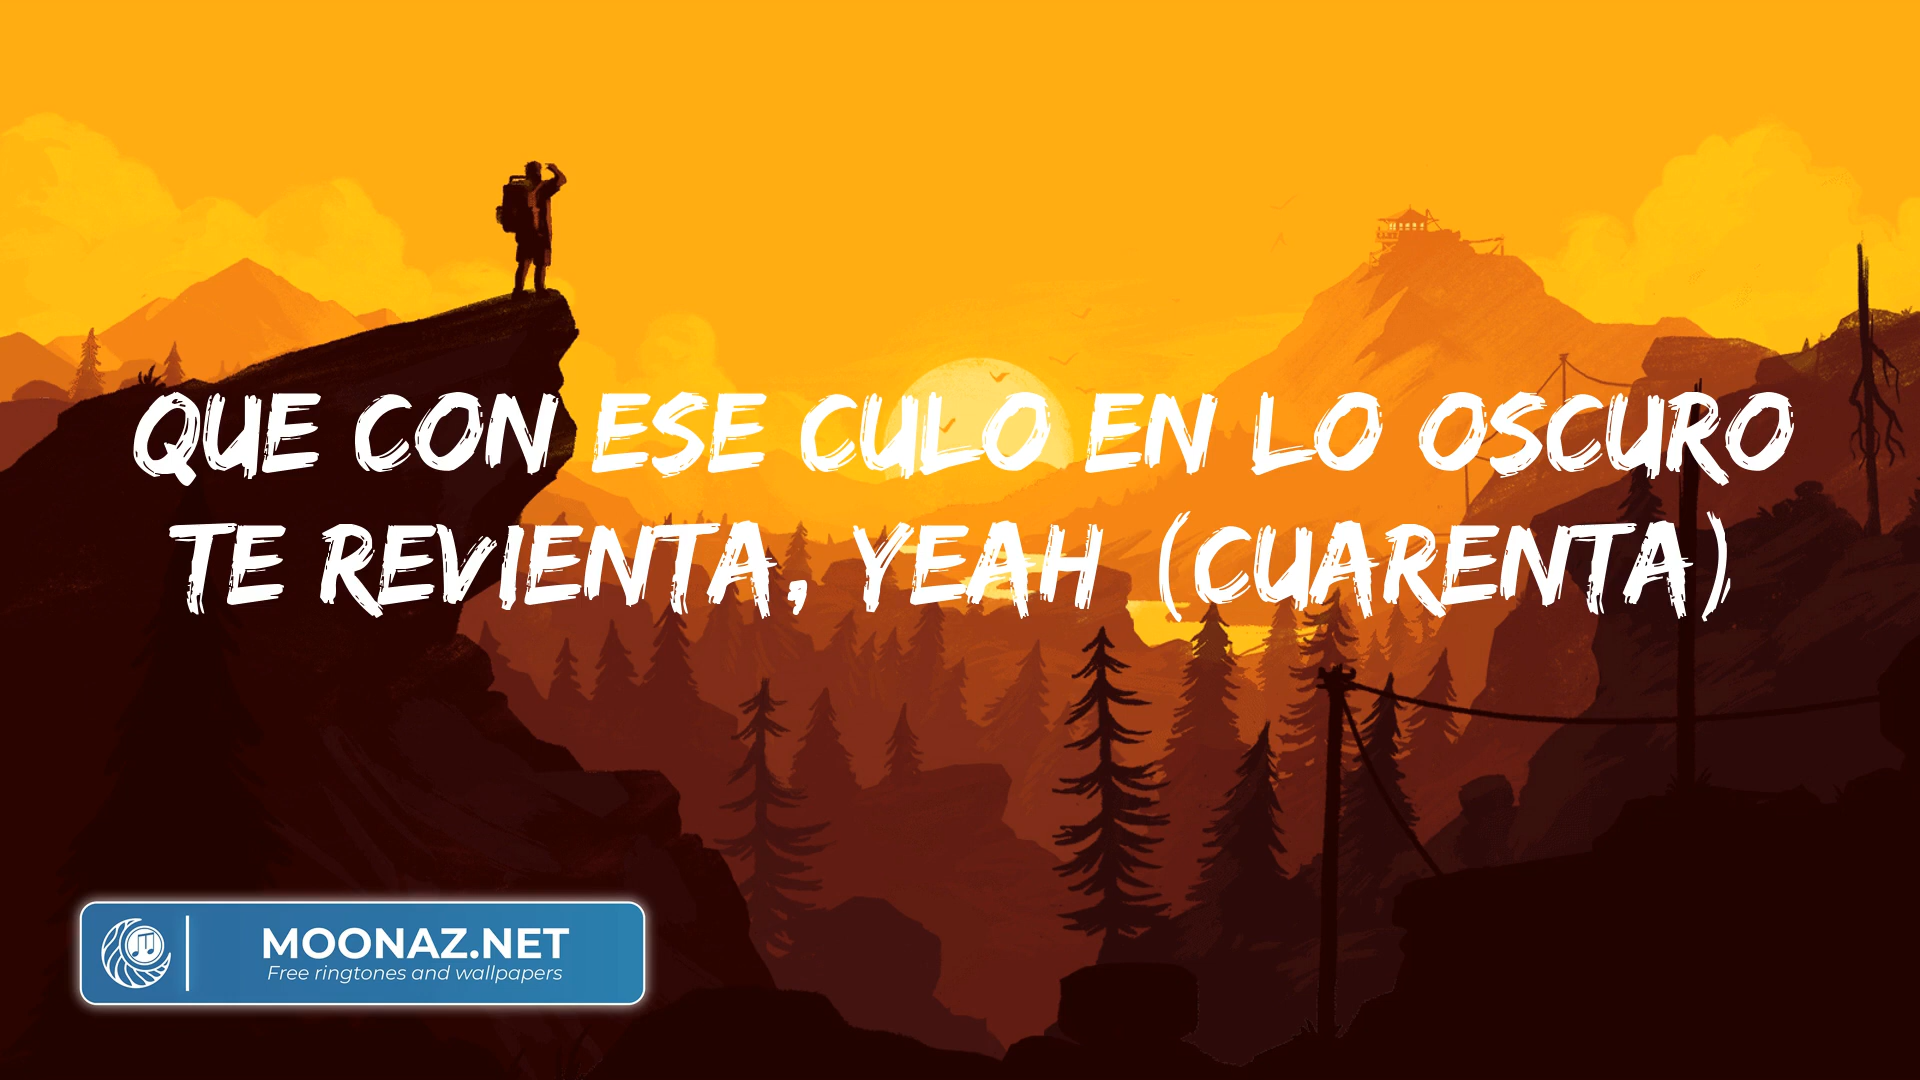 QUE CON ESE CULO EN LO OSCURO
TE REVIENTA, YEAH (CUARENTA)
MOONAZ.NET
Free ringtones and wallpapers